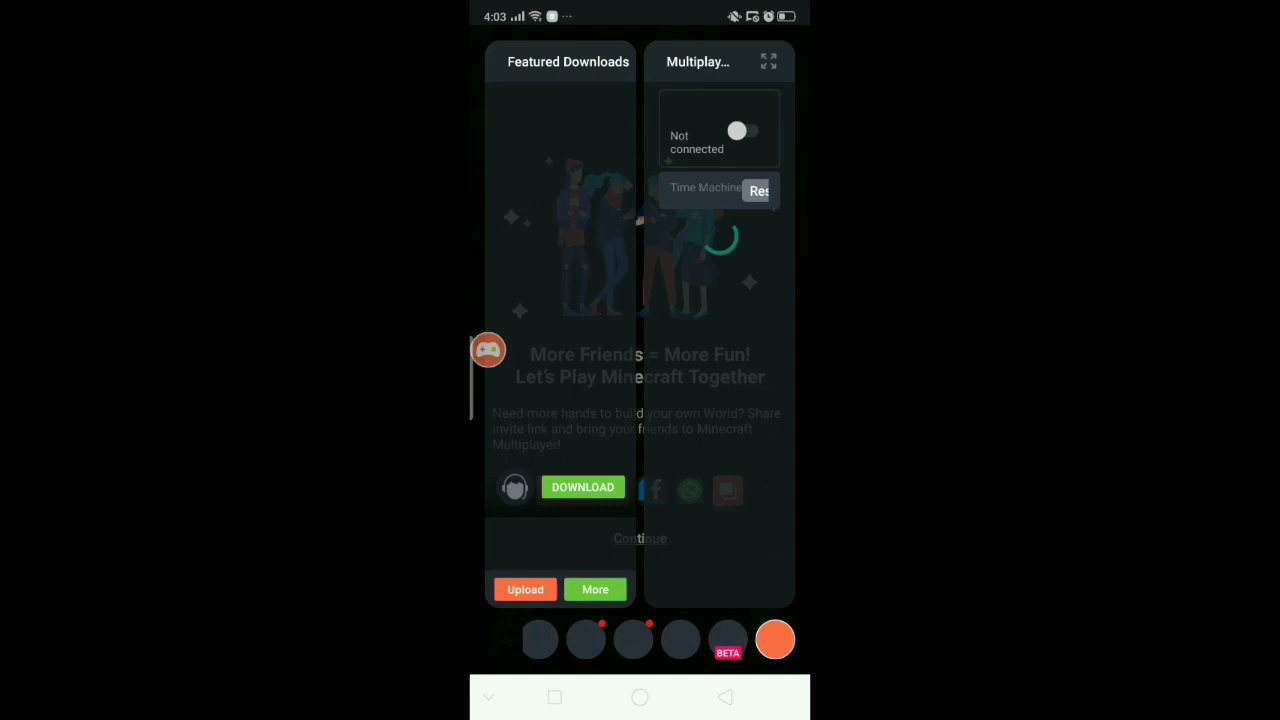 4:03
Featured Downloads
Multiplay...
Not
connected
Time Machine
Res
More Friends = More Fun!
Let's Play Minecraft Together
Need more hands to build your own World? Share
invite link and bring your friends to Minecraft
Multiplayer!
DOWNLOAD
Continue
Upload
More
BETA